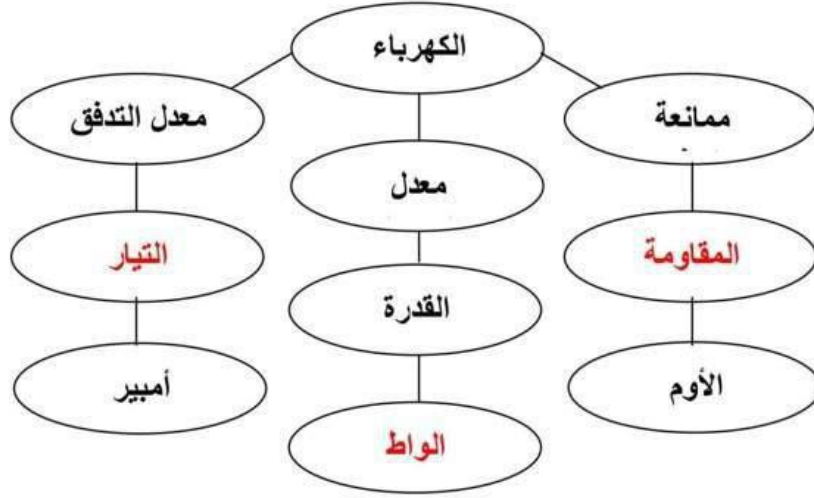 الكهرباء
ممانعة
معدل التدفق
معدل
المقاومة
التيار
القدرة
الأوم
أمبير
الواط